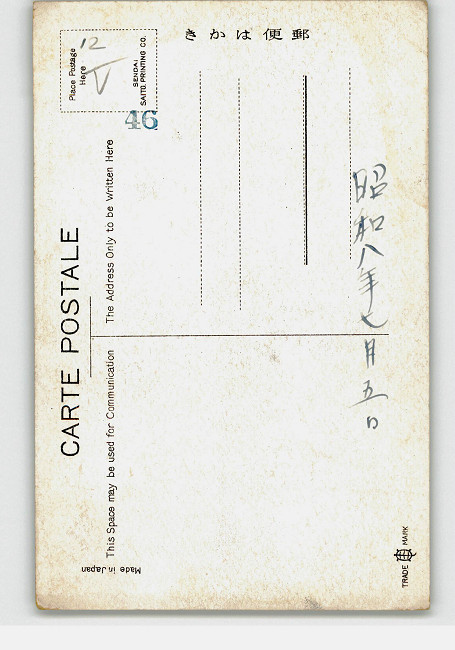 きかは便郵
Place Postage
Here
SENDAI
SAITO PRINTING CO.
12
46
CARTE POSTALE
The Address Only to be Written Here
This Space may be used for Communication
昭和八年七月五日
Made in Japan
TRADE MARK